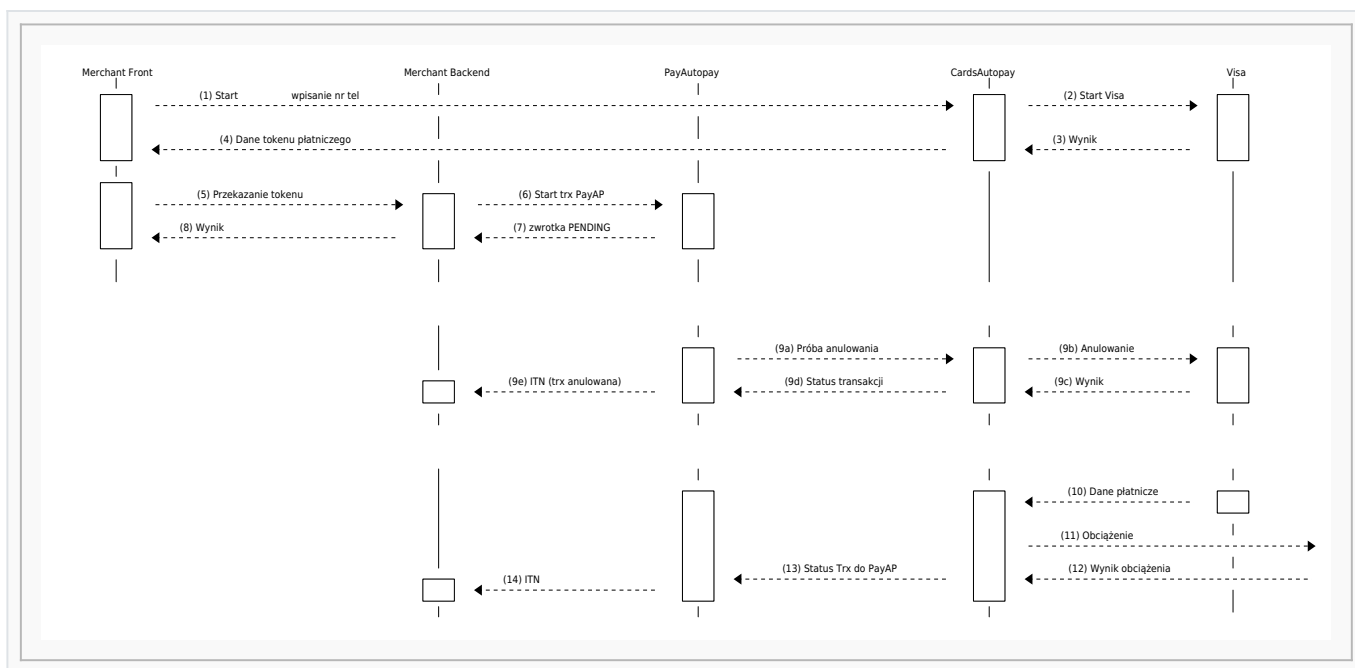 Merchant Front
Merchant Backend
PayAutopay
CardsAutopay
Visa
(1) Start wpisanie nr tel
(2) Start Visa
(4) Dane tokenu płatniczego
(3) Wynik
(5) Przekazanie tokenu
(6) Start trx PayAP
(8) Wynik
(7) zwrotka PENDING
(9a) Próba anulowania
(9b) Anulowanie
(9e) ITN (trx anulowana)
(9d) Status transakcji
(9c) Wynik
(10) Dane płatnicze
(11) Obciążenie
(12) Wynik obciążenia
(13) Status Trx do PayAP
(14) ITN